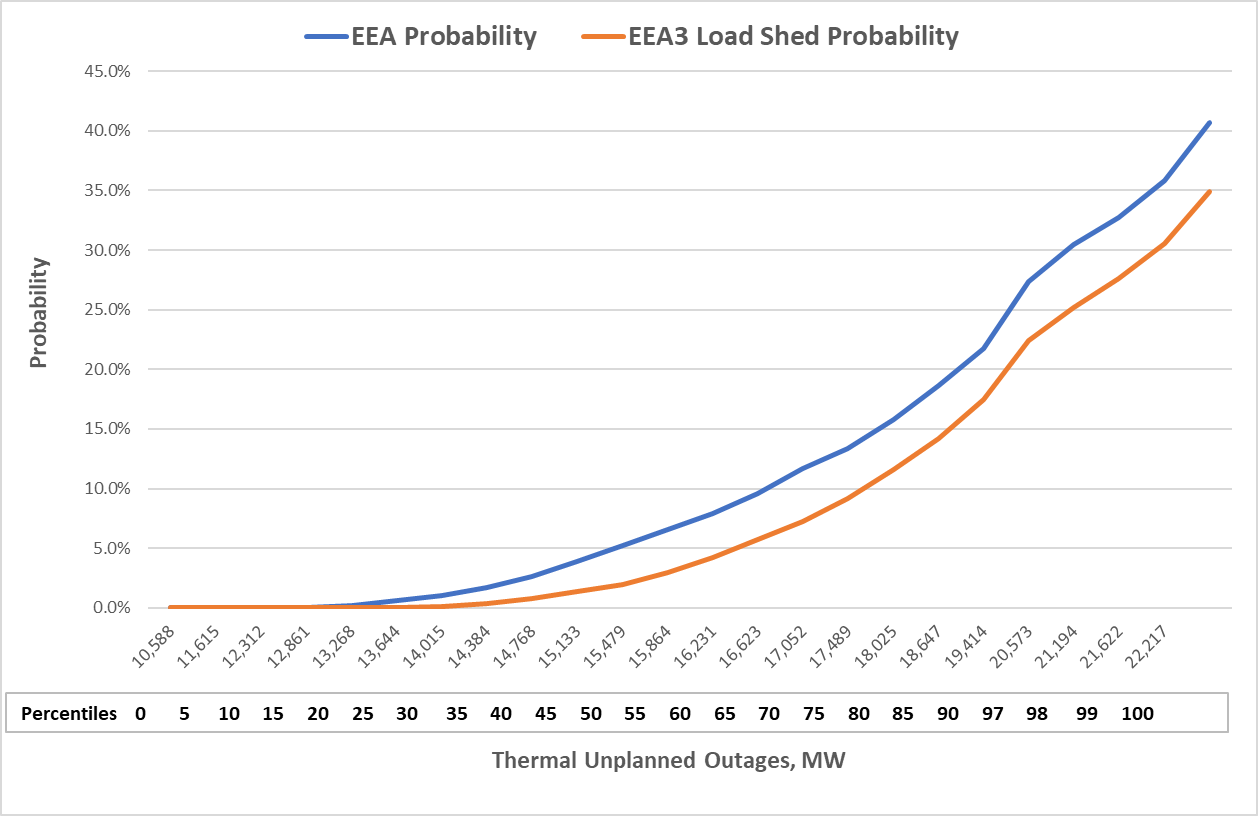 EEA Probability EEA3 Load Shed Probability
45.0%
40.0%
35.0%
30.0%
25.0%
20.0%
15.0%
10.0%
5.0%
0.0%
Probability
10,588 11,615 12,312 12,861 13,268 13,644 14,015 14,384 14,768 15,133 15,479 15,864 16,231 16,623 17,052 17,489 18,025 18,647 19,414 20,573 21,194 21,622 22,217
Percentiles 0 5 10 15 20 25 30 35 40 45 50 55 60 65 70 75 80 85 90 97 98 99 100
Thermal Unplanned Outages, MW